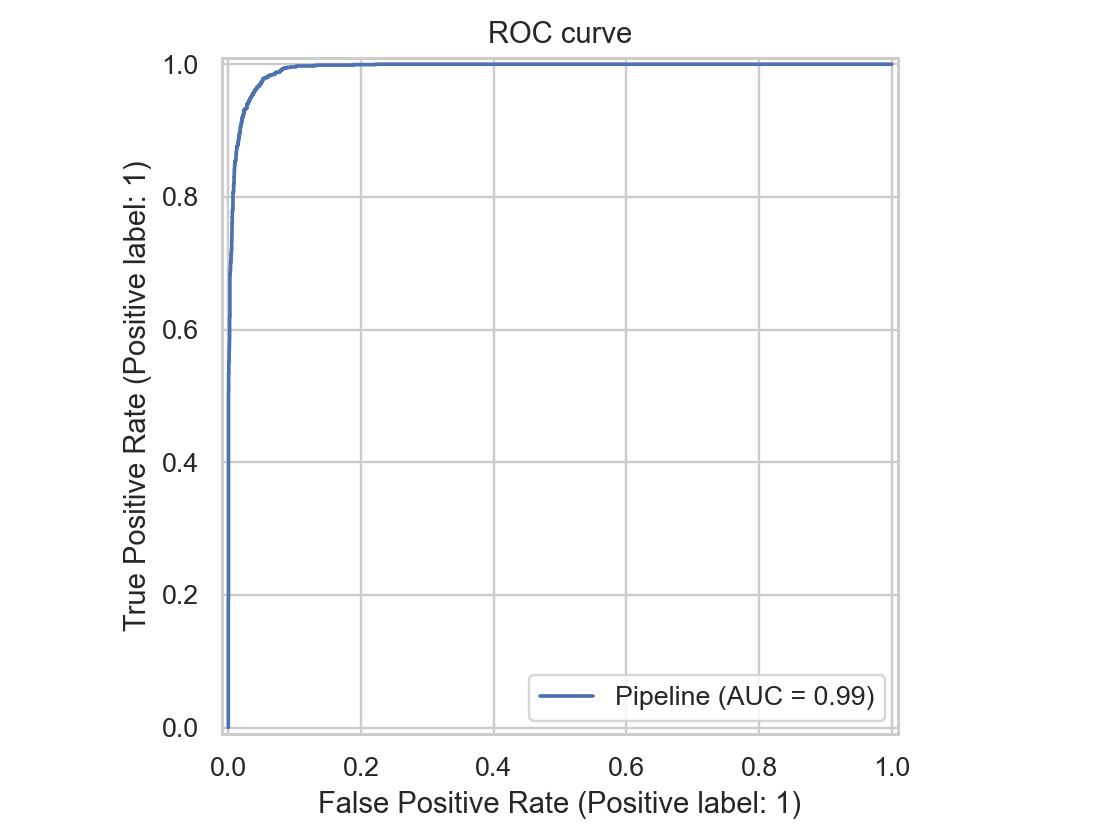 ROC curve
True Positive Rate (Positive label: 1)
1.0
0.8
0.6
0.4
0.2
0.0
Pipeline (AUC = 0.99)
0.0 0.2 0.4 0.6 0.8 1.0
False Positive Rate (Positive label: 1)